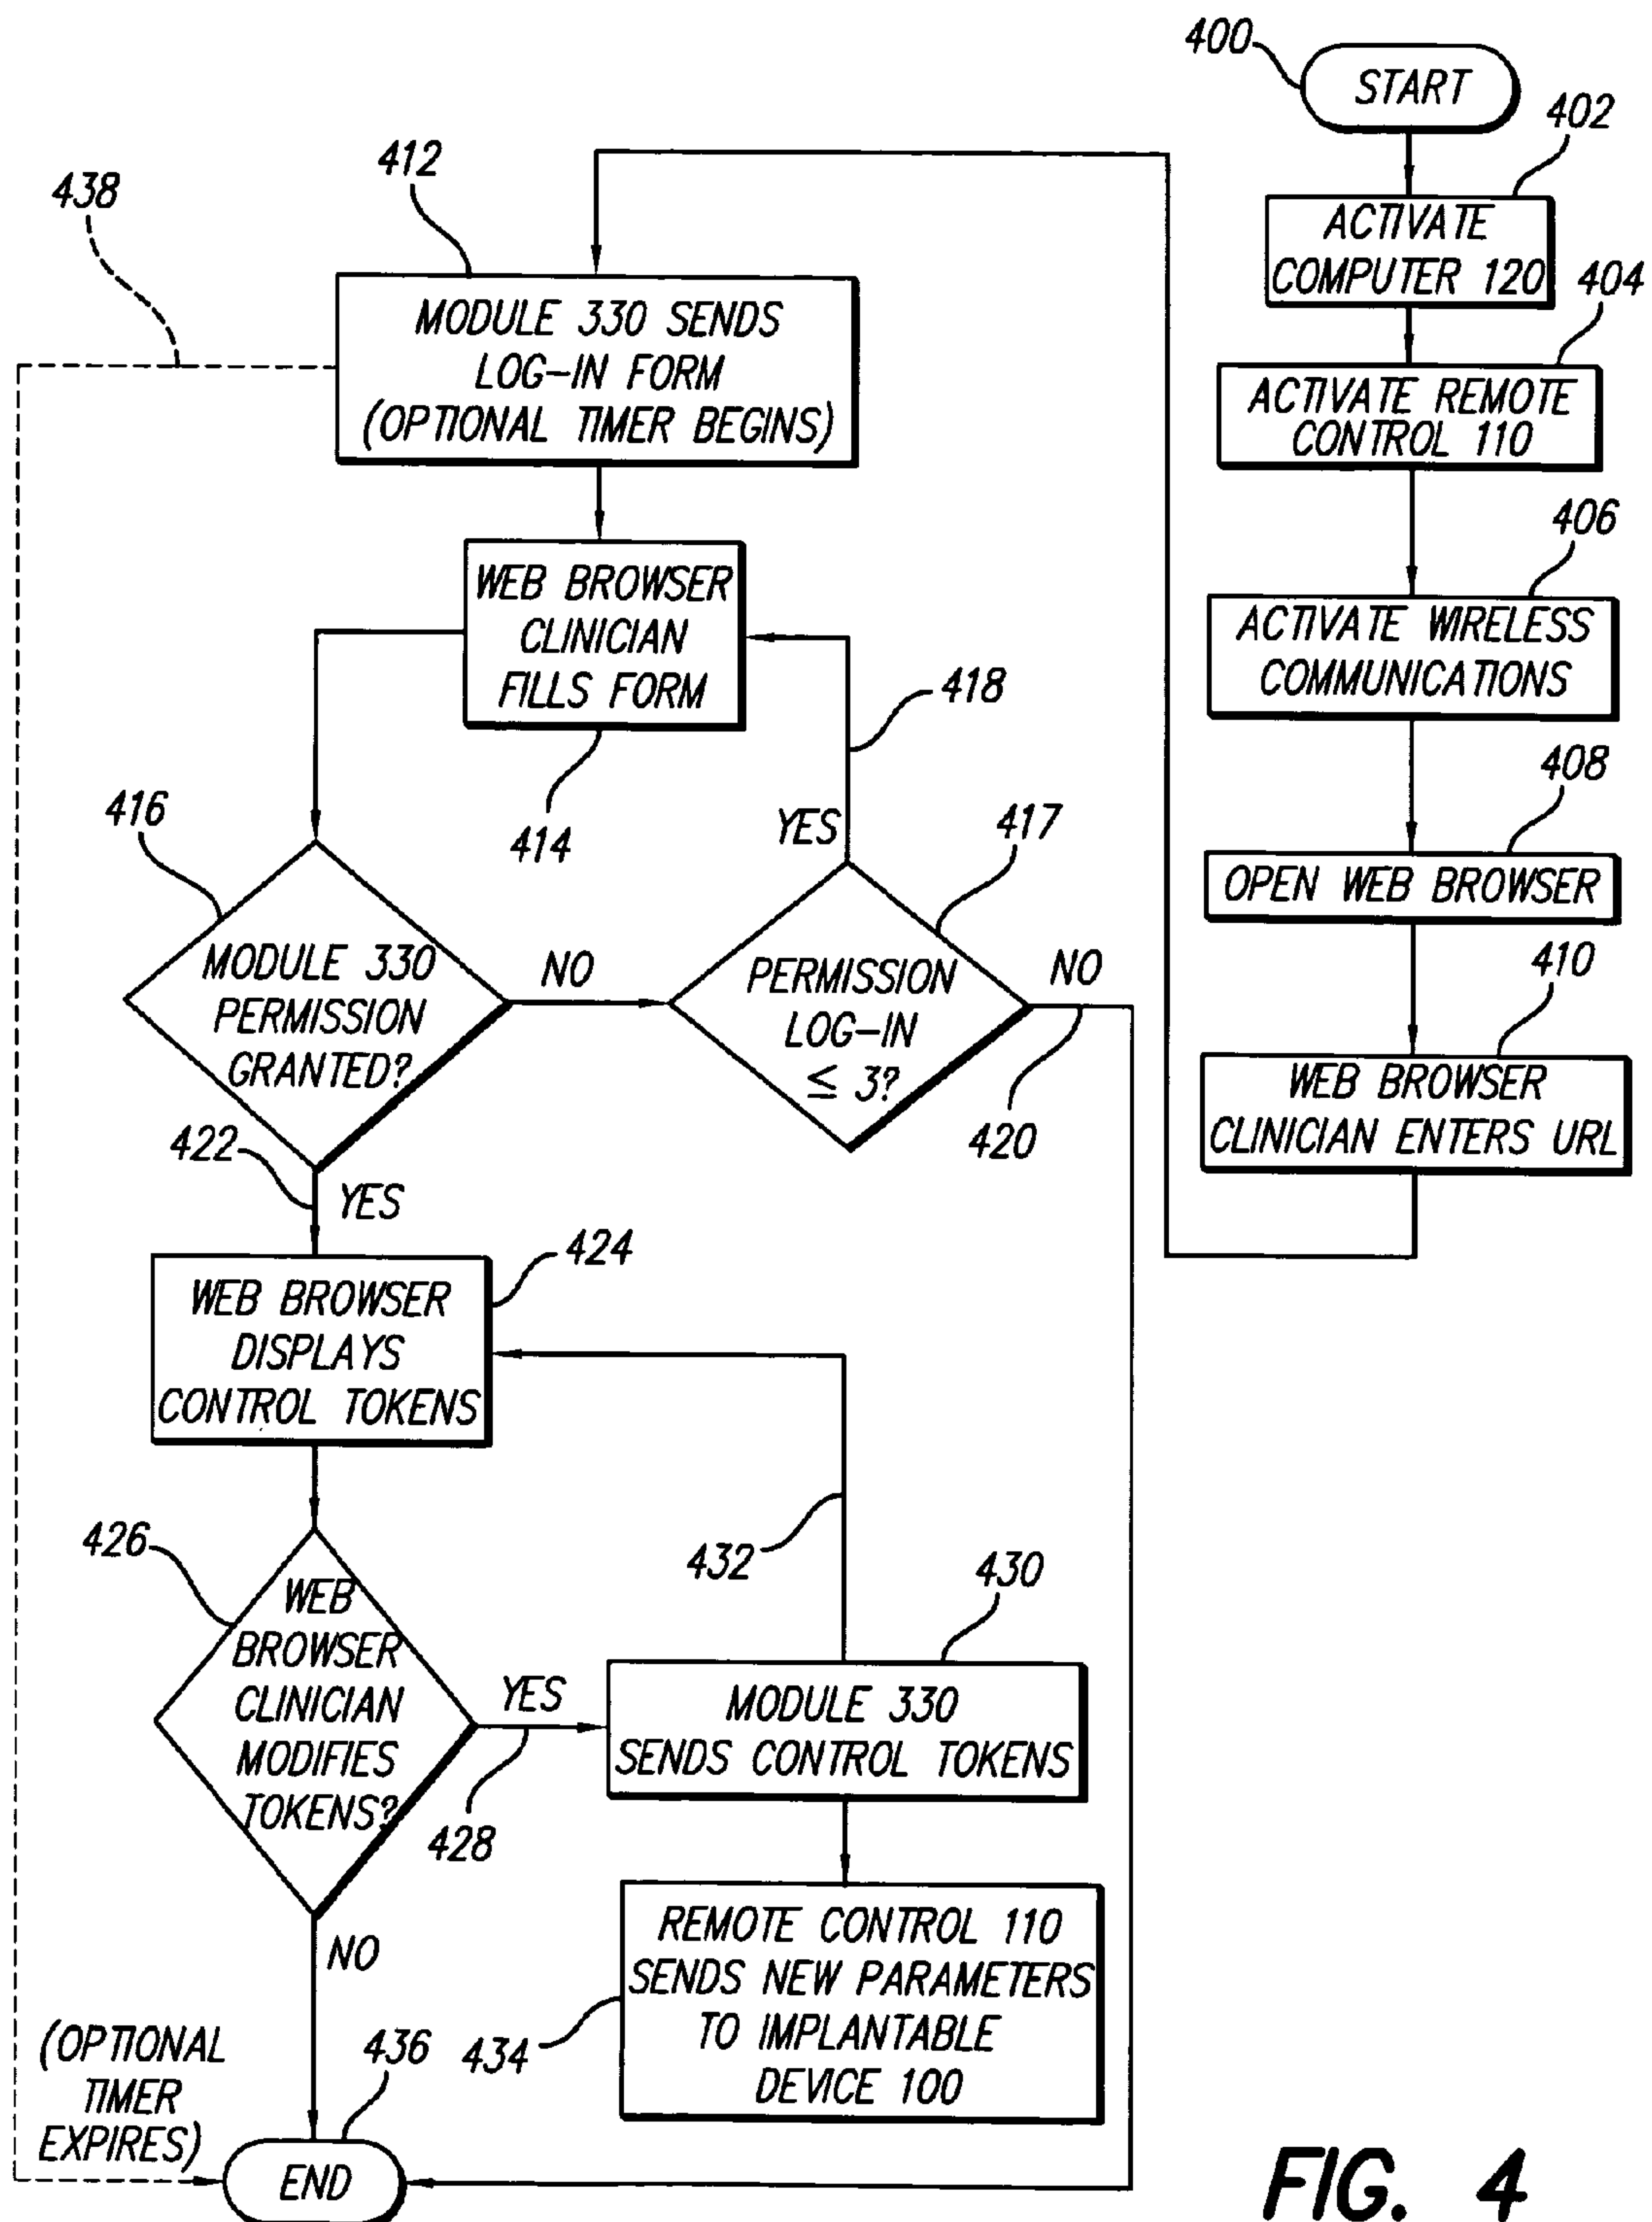 400
START
402
ACTIVATE
COMPUTER 120
404
ACTIVATE REMOTE
CONTROL 110
406
ACTIVATE WIRELESS
COMMUNICATIONS
408
OPEN WEB BROWSER
410
WEB BROWSER
CLINICIAN ENTERS URL
412
438
MODULE 330 SENDS
LOG-IN FORM
(OPTIONAL TIMER BEGINS)
WEB BROWSER
CLINICIAN
FILLS FORM
414
418
416
MODULE 330
PERMISSION
GRANTED?
NO
YES
417
PERMISSION
LOG-IN
≤ 3?
NO
420
422
YES
424
WEB BROWSER
DISPLAYS
CONTROL TOKENS
426
WEB
BROWSER
CLINICIAN
MODIFIES
TOKENS?
YES
428
432
430
MODULE 330
SENDS CONTROL TOKENS
REMOTE CONTROL 110
SENDS NEW PARAMETERS
TO IMPLANTABLE
DEVICE 100
434
NO
(OPTIONAL
TIMER
EXPIRES)
436
END
FIG. 4